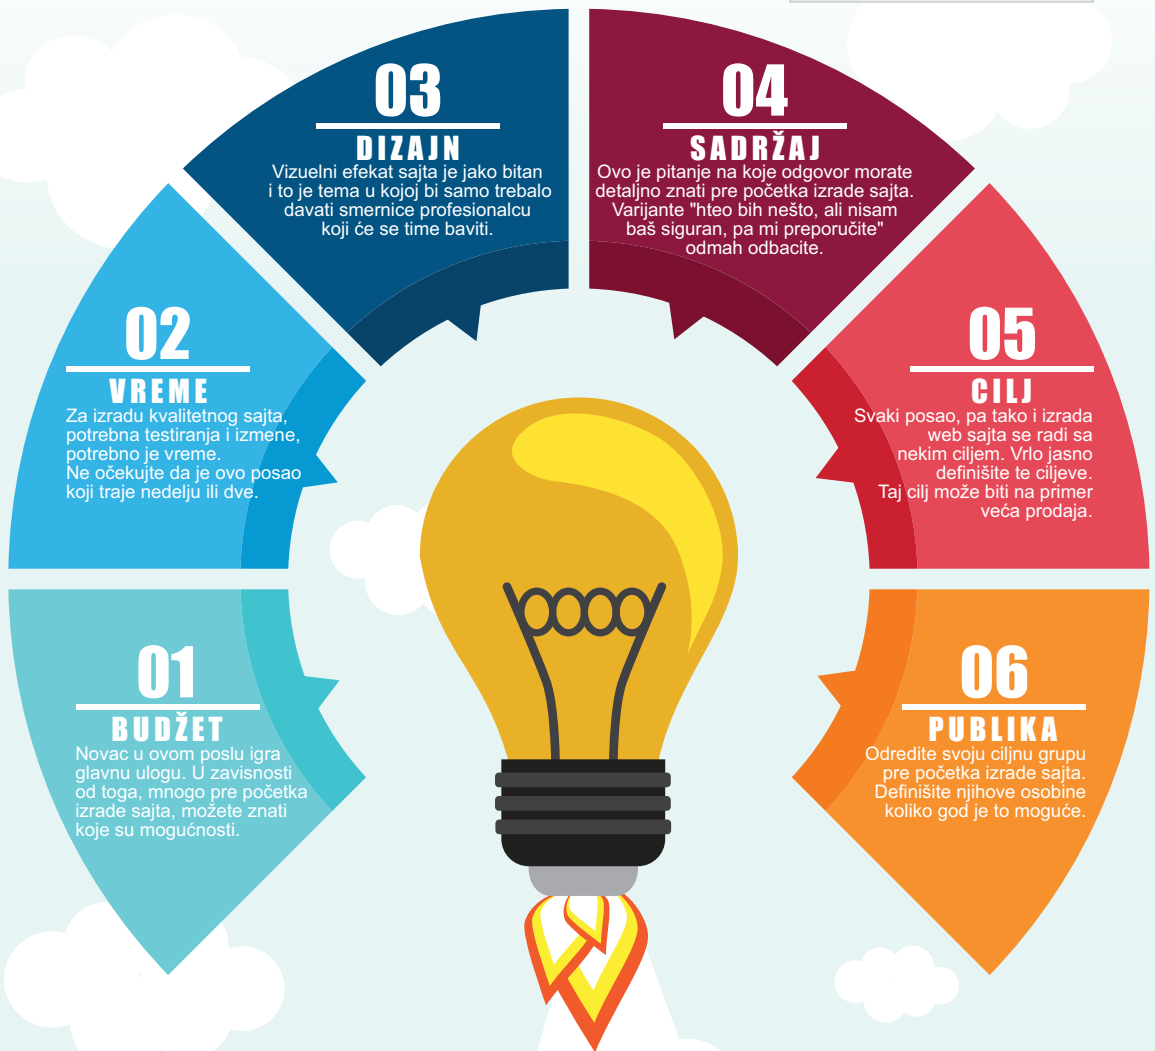 01
BUDŽET
Novac u ovom poslu igra
glavnu ulogu. U zavisnosti
od toga, mnogo pre početka
izrade sajta, možete znati
koje su mogućnosti.
02
VREME
Za izradu kvalitetnog sajta,
potrebna testiranja i izmene,
potrebno je vreme.
Ne očekujte da je ovo posao
koji traje nedelju ili dve.
03
DIZAJN
Vizuelni efekat sajta je jako bitan
i to je tema u kojoj bi samo trebalo
davati smernice profesionalcu
koji će se time baviti.
04
SADRŽAJ
Ovo je pitanje na koje odgovor morate
detaljno znati pre početka izrade sajta.
Varijante "hteo bih nešto, ali nisam
baš siguran, pa mi preporučite"
odmah odbacite.
05
CILJ
Svaki posao, pa tako i izrada
web sajta se radi sa
nekim ciljem. Vrlo jasno
definišite te ciljeve.
Taj cilj može biti na primer
veća prodaja.
06
PUBLIKA
Odredite svoju ciljnu grupu
pre početka izrade sajta.
Definišite njihove osobine
koliko god je to moguće.